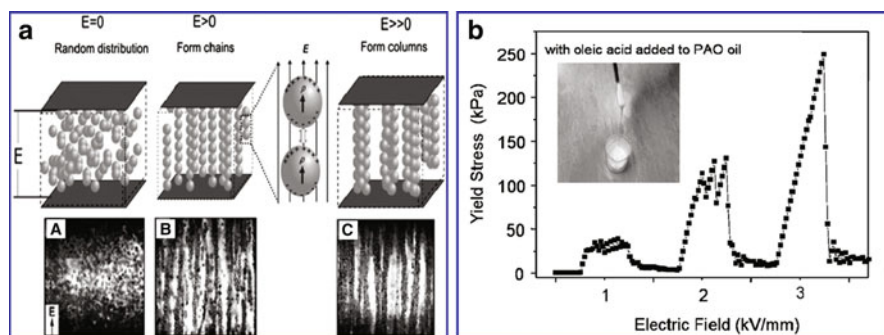 a
E=0
E>0
E>>0
Random distribution
Form chains
Form columns
E
E
P
P
A
B
C
E
b
with oleic acid added to PAO oil
Yield Stress (kPa)
250
200
150
100
50
0
1
2
3
Electric Field (kV/mm)